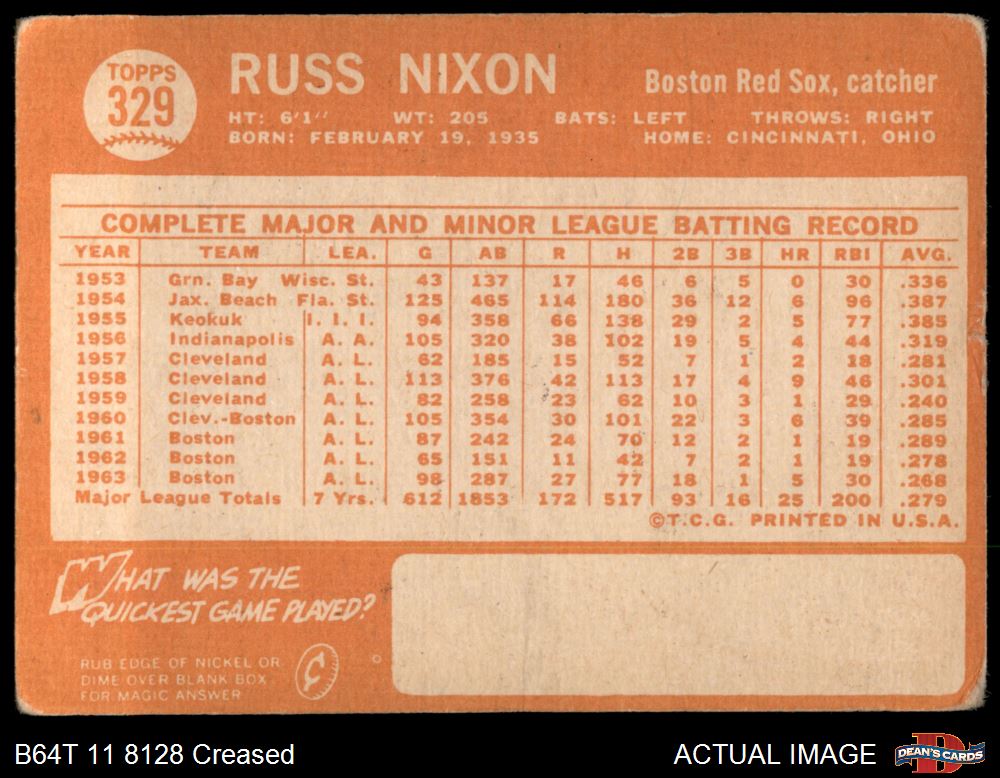 TOPPS
329
RUSS NIXON
Boston Red Sox, catcher
HT: 6'1" WT: 205 BATS: LEFT THROWS: RIGHT
BORN: FEBRUARY 19, 1935 HOME: CINCINNATI, OHIO
COMPLETE MAJOR AND MINOR LEAGUE BATTING RECORD
YEAR TEAM LEA. G AB R H 2B 3B HR RBI AVG.
1953 Grn. Bay Wisc. St. 43 137 17 46 6 5 0 30 .336
1954 Jax. Beach Fla. St. 125 465 114 180 36 12 6 96 .387
1955 Keokuk I. I. I. 94 358 66 138 29 2 5 77 .385
1956 Indianapolis A. A. 105 320 38 102 19 5 4 44 .319
1957 Cleveland A. L. 62 185 15 52 7 1 2 18 .281
1958 Cleveland A. L. 113 376 42 113 17 4 9 46 .301
1959 Cleveland A. L. 82 258 23 62 10 3 1 29 .240
1960 Clev.-Boston A. L. 105 354 30 101 22 3 6 39 .285
1961 Boston A. L. 87 242 24 70 12 2 1 19 .289
1962 Boston A. L. 65 151 11 42 7 2 1 19 .278
1963 Boston A. L. 98 287 27 77 18 1 5 30 .268
Major League Totals 7 Yrs. 612 1853 172 517 93 16 25 200 .279
©T.C.G. PRINTED IN U.S.A.
WHAT WAS THE
QUICKEST GAME PLAYED?
RUB EDGE OF NICKEL OR
DIME OVER BLANK BOX
FOR MAGIC ANSWER
¢
B64T 11 8128 Creased
ACTUAL IMAGE
DEAN'S CARDS